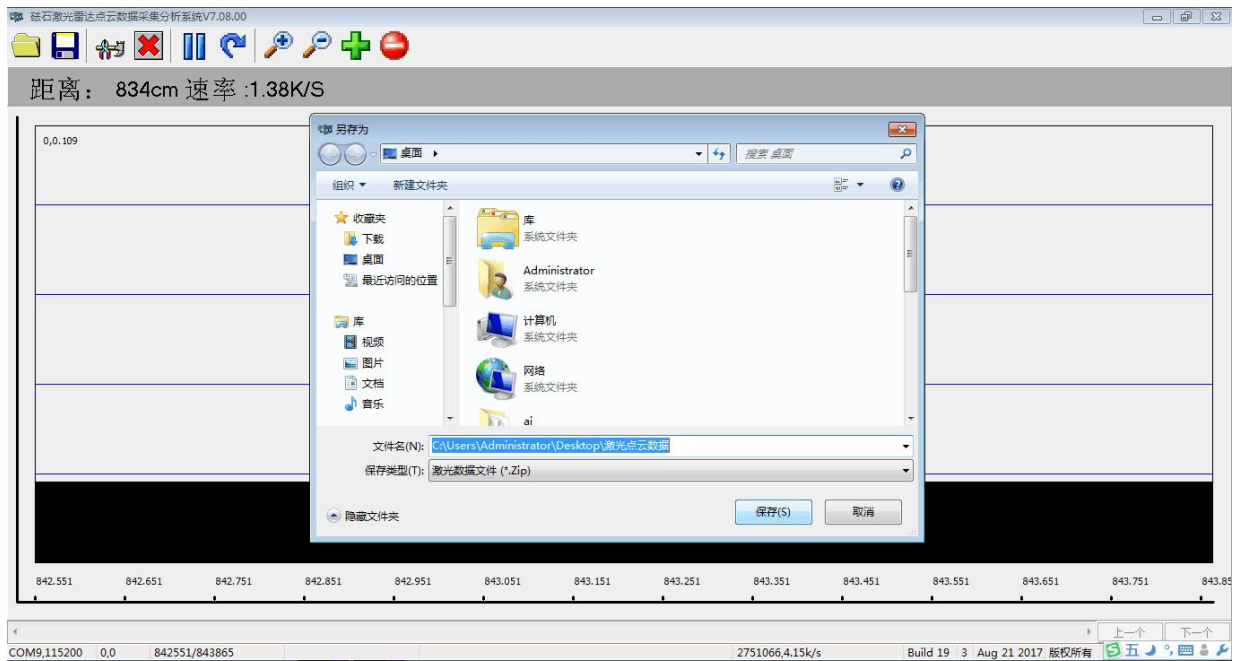 砝石激光雷达点云数据采集分析系统V7.08.00
距离： 834cm 速率 :1.38K/S
0,0.109
另存为
桌面
搜索 桌面
组织 新建文件夹
收藏夹
下载
桌面
最近访问的位置
库
视频
图片
文档
音乐
库
系统文件夹
Administrator
系统文件夹
计算机
系统文件夹
网络
系统文件夹
ai
文件名(N): C:\Users\Administrator\Desktop\激光点云数据
保存类型(T): 激光数据文件 (*.Zip)
隐藏文件夹 保存(S) 取消
842.551 842.651 842.751 842.851 842.951 843.051 843.151 843.251 843.351 843.451 843.551 843.651 843.751 843.85
上一个 下一个
COM9,115200 0,0 842551/843865 2751066,4.15k/s Build 19 3 Aug 21 2017 版权所有 五